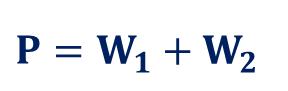 P = W₁ + W₂